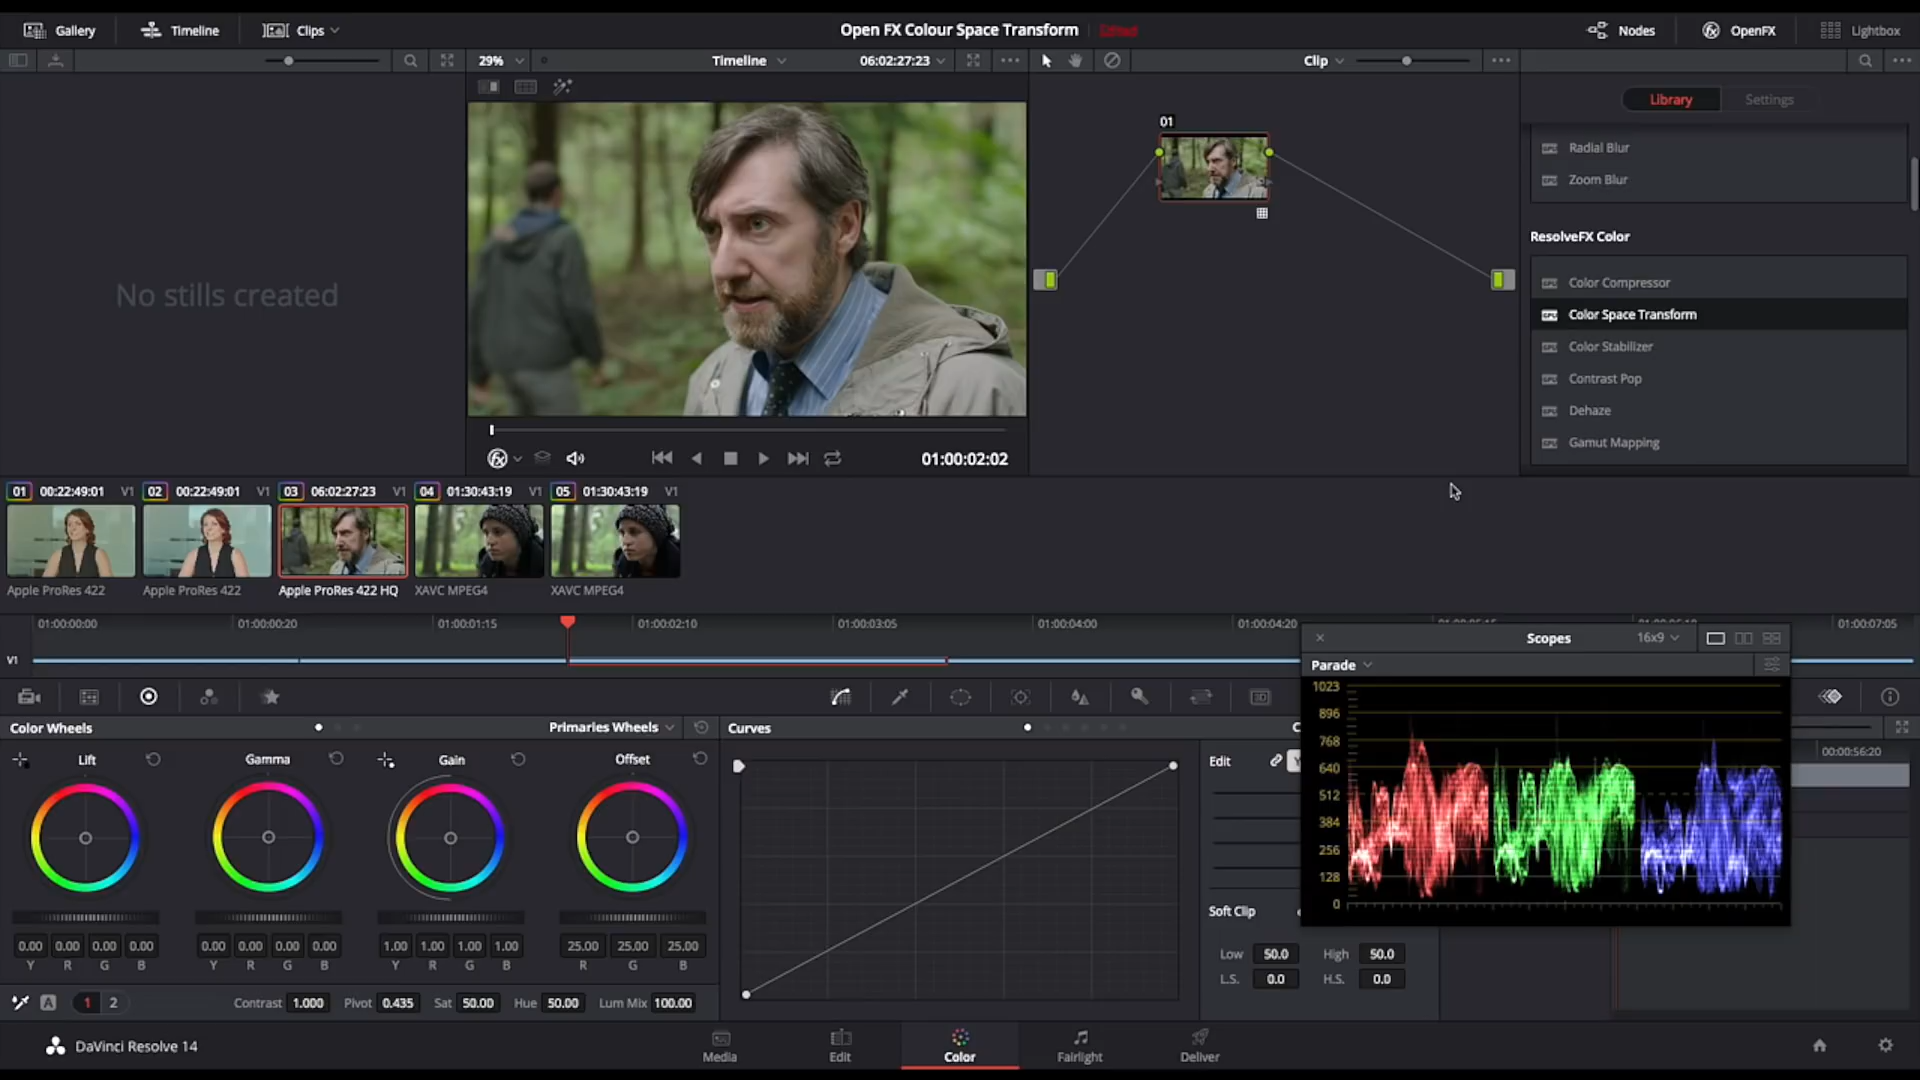 Gallery Timeline Clips Open FX Colour Space Transform Edited Nodes OpenFX Lightbox
29% Timeline 06:02:27:23 Clip
Library Settings
01
Radial Blur
Zoom Blur
ResolveFX Color
Color Compressor
Color Space Transform
Color Stabilizer
Contrast Pop
Dehaze
Gamut Mapping
No stills created
01:00:02:02
01 00:22:49:01 V1 02 00:22:49:01 V1 03 06:02:27:23 V1 04 01:30:43:19 V1 05 01:30:43:19 V1
Apple ProRes 422 Apple ProRes 422 Apple ProRes 422 HQ XAVC MPEG4 XAVC MPEG4
01:00:00:00 01:00:00:20 01:00:01:15 01:00:02:10 01:00:03:05 01:00:04:00 01:00:04:20 01:00:07:05
V1
Scopes 16x9
Parade
1023
896
768
640
512
384
256
128
0
Color Wheels Primaries Wheels Curves
00:00:56:20
Lift Gamma Gain Offset Edit
Soft Clip
0.00 0.00 0.00 0.00 0.00 0.00 0.00 0.00 1.00 1.00 1.00 1.00 25.00 25.00 25.00
Y R G B Y R G B Y R G B R G B
Low 50.0 High 50.0
L.S. 0.0 H.S. 0.0
A 1 2 Contrast 1.000 Pivot 0.435 Sat 50.00 Hue 50.00 Lum Mix 100.00
DaVinci Resolve 14 Media Edit Color Fairlight Deliver